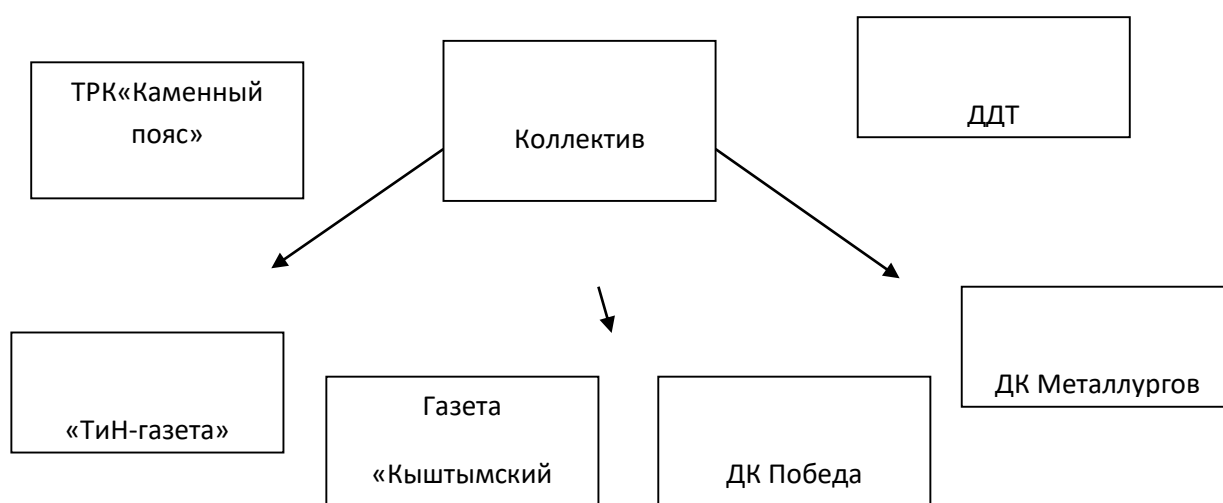 ТРК«Каменный
пояс»
Коллектив
ДДТ
«ТиН-газета»
Газета
«Кыштымский
ДК Победа
ДК Металлургов